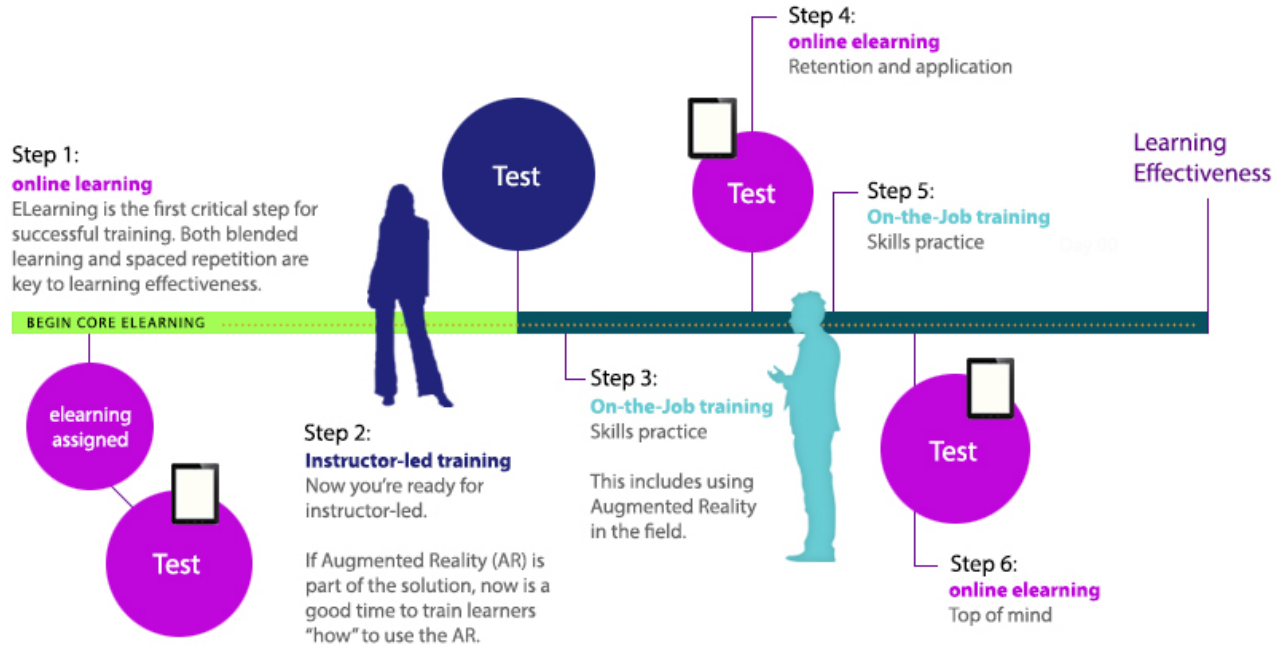 Step 1:
online learning
ELearning is the first critical step for
successful training. Both blended
learning and spaced repetition are
key to learning effectiveness.
BEGIN CORE ELEARNING
elearning
assigned
Test
Step 2:
Instructor-led training
Now you're ready for
instructor-led.
If Augmented Reality (AR) is
part of the solution, now is a
good time to train learners
“how” to use the AR.
Test
Step 3:
On-the-Job training
Skills practice
This includes using
Augmented Reality
in the field.
Step 4:
online elearning
Retention and application
Test
Step 5:
On-the-Job training
Skills practice
Test
Step 6:
online elearning
Top of mind
Learning
Effectiveness